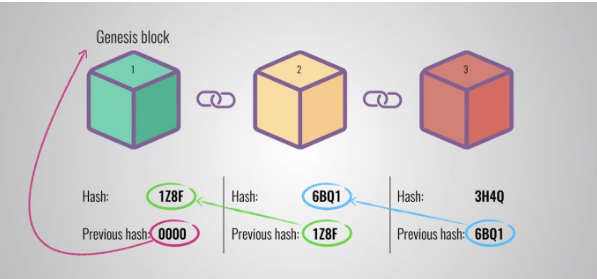 Genesis block
1
2
3
Hash: 1Z8F
Previous hash: 0000
Hash: 6BQ1
Previous hash: 1Z8F
Hash: 3H4Q
Previous hash: 6BQ1